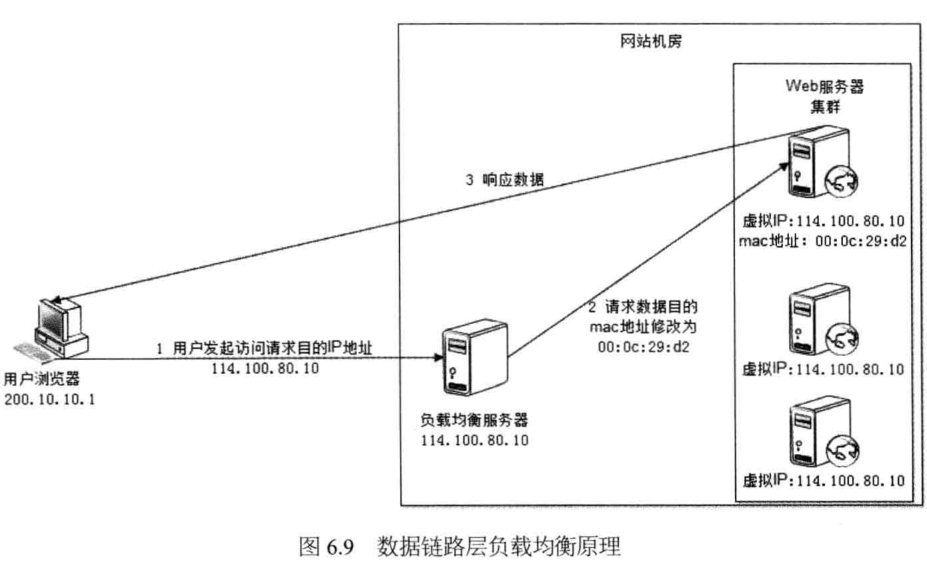 网站机房
Web服务器
集群
3 响应数据
虚拟IP:114.100.80.10
mac地址: 00:0c:29:d2
2 请求数据目的
mac地址修改为
00:0c:29:d2
1 用户发起访问请求目的IP地址
114.100.80.10
用户浏览器
200.10.10.1
负载均衡服务器
114.100.80.10
虚拟IP:114.100.80.10
虚拟IP:114.100.80.10
图 6.9 数据链路层负载均衡原理